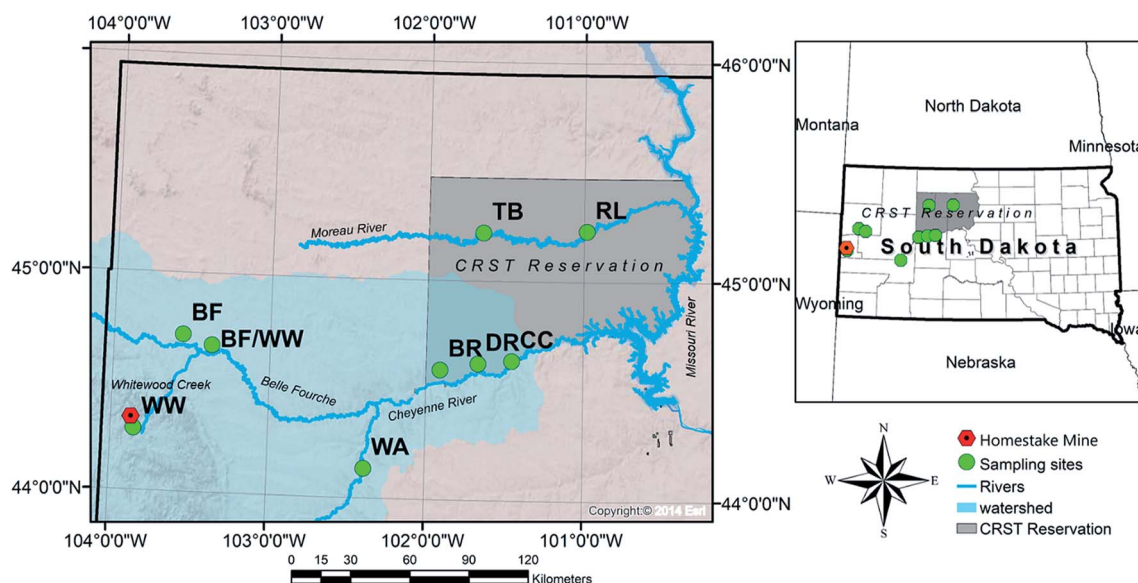 104°0'0"W 103°0'0"W 102°0'0"W 101°0'0"W
46°0'0"N
TB
RL
Moreau River
CRST Reservation
45°0'0"N
45°0'0"N
BF
BF/WW
BR
DR
CC
Missouri River
Whitewood Creek
Belle Fourche
Cheyenne River
WW
WA
44°0'0"N
44°0'0"N
Copyright:© 2014 Esri
104°0'0"W 103°0'0"W 102°0'0"W 101°0'0"W
0 15 30 60 90 120
Kilometers
North Dakota
Montana
Minnesota
CRST Reservation
South Dakota
Wyoming
Iowa
Nebraska
N
W
E
S
Homestake Mine
Sampling sites
Rivers
watershed
CRST Reservation